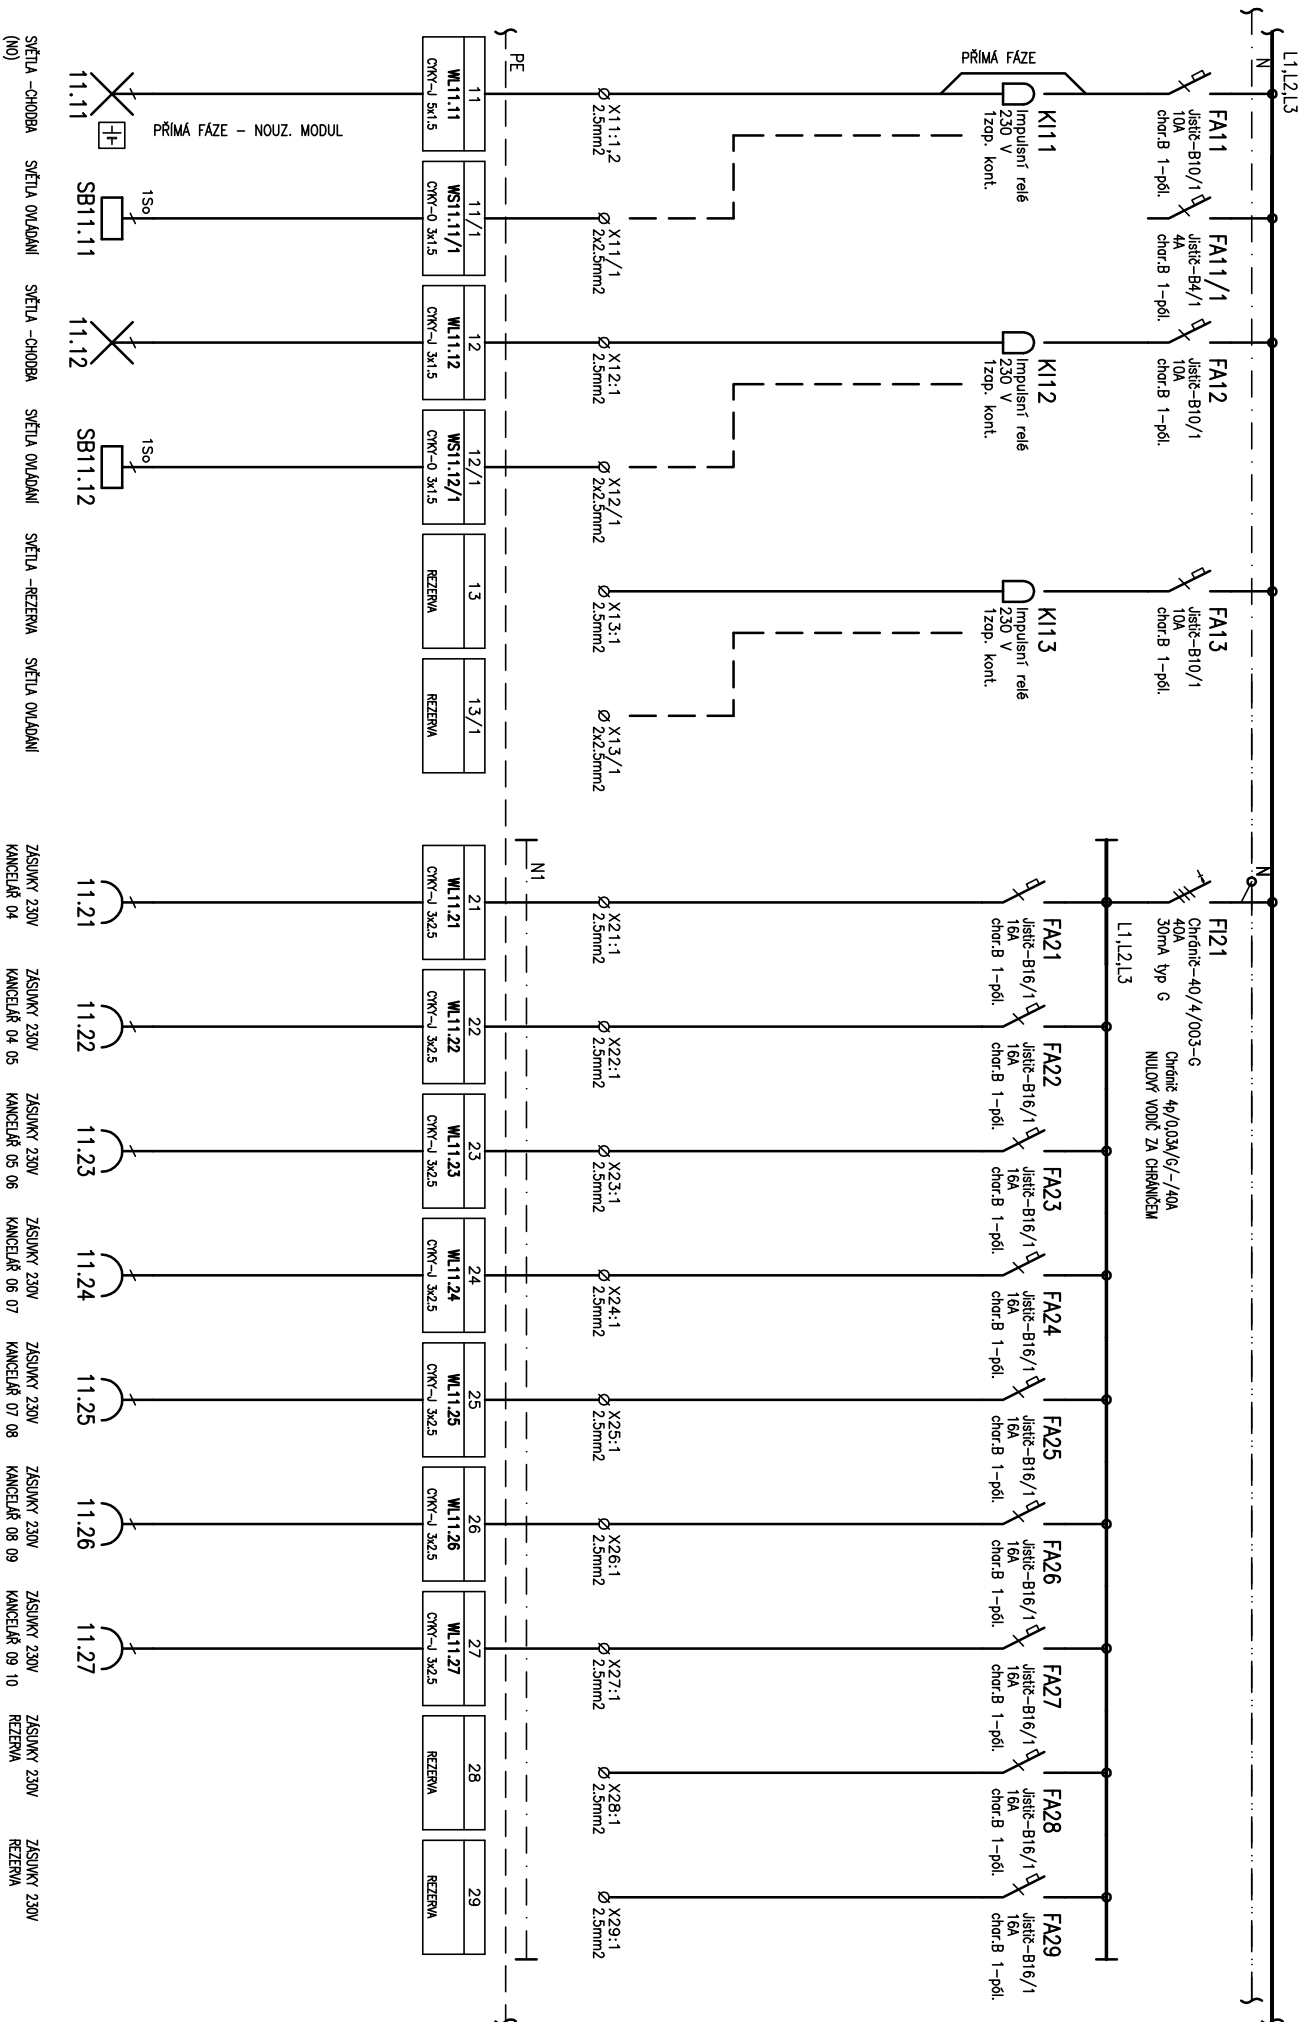 L1,L2,L3
N
FA11
Jistič-B10/1
10A
char.B 1-pól.
FA11/1
Jistič-B4/1
4A
char.B 1-pól.
FA12
Jistič-B10/1
10A
char.B 1-pól.
FA13
Jistič-B10/1
10A
char.B 1-pól.
N
FI21
Chránič-40/4/003-G
40A
30mA typ G
Chránič 4p/0,03A/G/-/40A
NULOVÝ VODIČ ZA CHRÁNIČEM
L1,L2,L3
PŘÍMÁ FÁZE
KI11
Impulsní relé
230 V
1zap. kont.
KI12
Impulsní relé
230 V
1zap. kont.
KI13
Impulsní relé
230 V
1zap. kont.
FA21
Jistič-B16/1
16A
char.B 1-pól.
FA22
Jistič-B16/1
16A
char.B 1-pól.
FA23
Jistič-B16/1
16A
char.B 1-pól.
FA24
Jistič-B16/1
16A
char.B 1-pól.
FA25
Jistič-B16/1
16A
char.B 1-pól.
FA26
Jistič-B16/1
16A
char.B 1-pól.
FA27
Jistič-B16/1
16A
char.B 1-pól.
FA28
Jistič-B16/1
16A
char.B 1-pól.
FA29
Jistič-B16/1
16A
char.B 1-pól.
X11:1,2
2.5mm2
X11/1
2x2.5mm2
X12:1
2.5mm2
X12/1
2x2.5mm2
X13:1
2.5mm2
X13/1
2x2.5mm2
X21:1
2.5mm2
X22:1
2.5mm2
X23:1
2.5mm2
X24:1
2.5mm2
X25:1
2.5mm2
X26:1
2.5mm2
X27:1
2.5mm2
X28:1
2.5mm2
X29:1
2.5mm2
PE
N1
11
WL11.11
CYKY-J 5x1.5
11/1
WS11.11/1
CYKY-O 3x1.5
12
WL11.12
CYKY-J 3x1.5
12/1
WS11.12/1
CYKY-O 3x1.5
13
REZERVA
13/1
REZERVA
21
WL11.21
CYKY-J 3x2.5
22
WL11.22
CYKY-J 3x2.5
23
WL11.23
CYKY-J 3x2.5
24
WL11.24
CYKY-J 3x2.5
25
WL11.25
CYKY-J 3x2.5
26
WL11.26
CYKY-J 3x2.5
27
WL11.27
CYKY-J 3x2.5
28
REZERVA
29
REZERVA
PŘÍMÁ FÁZE - NOUZ. MODUL
11.11
1So
SB11.11
11.12
1So
SB11.12
11.21
11.22
11.23
11.24
11.25
11.26
11.27
SVĚTLA -CHODBA
(NO)
SVĚTLA OVLÁDÁNÍ
SVĚTLA -CHODBA
SVĚTLA OVLÁDÁNÍ
SVĚTLA -REZERVA
SVĚTLA OVLÁDÁNÍ
ZÁSUVKY 230V
KANCELÁŘ 04
ZÁSUVKY 230V
KANCELÁŘ 04 05
ZÁSUVKY 230V
KANCELÁŘ 05 06
ZÁSUVKY 230V
KANCELÁŘ 06 07
ZÁSUVKY 230V
KANCELÁŘ 07 08
ZÁSUVKY 230V
KANCELÁŘ 08 09
ZÁSUVKY 230V
KANCELÁŘ 09 10
ZÁSUVKY 230V
REZERVA
ZÁSUVKY 230V
REZERVA